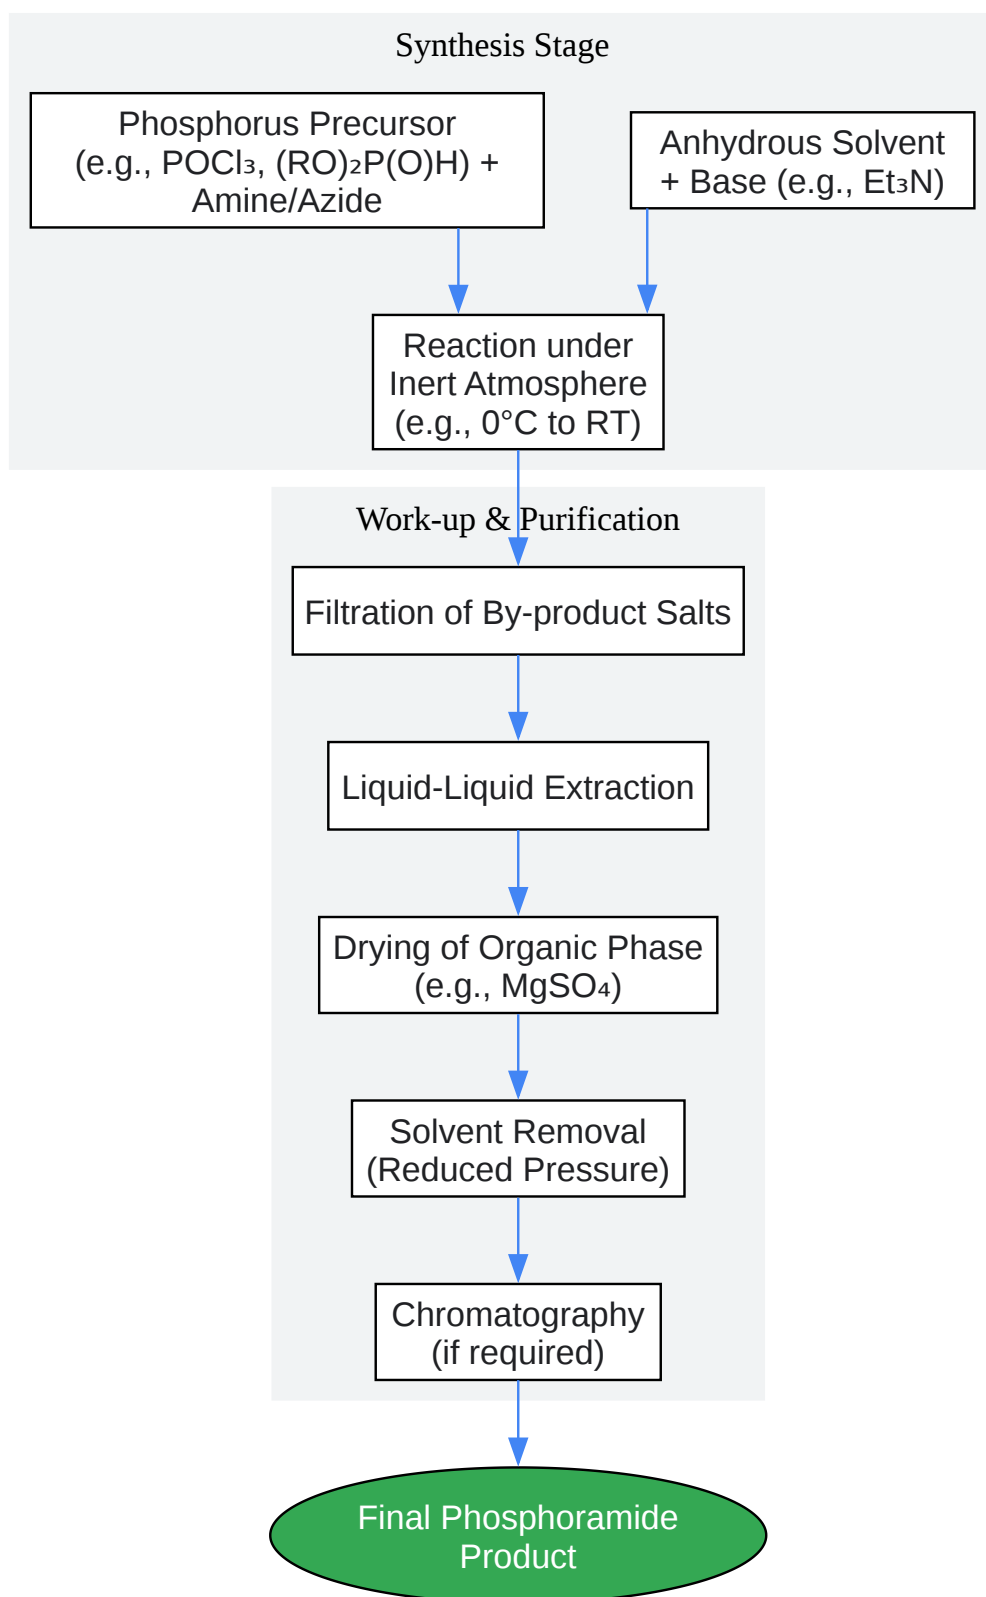 Synthesis Stage
Phosphorus Precursor
(e.g., POCl₃, (RO)₂P(O)H) +
Amine/Azide
Anhydrous Solvent
+ Base (e.g., Et₃N)
Reaction under
Inert Atmosphere
(e.g., 0°C to RT)
Work-up & Purification
Filtration of By-product Salts
Liquid-Liquid Extraction
Drying of Organic Phase
(e.g., MgSO₄)
Solvent Removal
(Reduced Pressure)
Chromatography
(if required)
Final Phosphoramide
Product